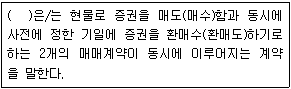 (  )은/는 현물로 증권을 매도(매수)함과 동시에
사전에 정한 기일에 증권을 환매수(환매도)하기로
하는 2개의 매매계약이 동시에 이루어지는 계약
을 말한다.